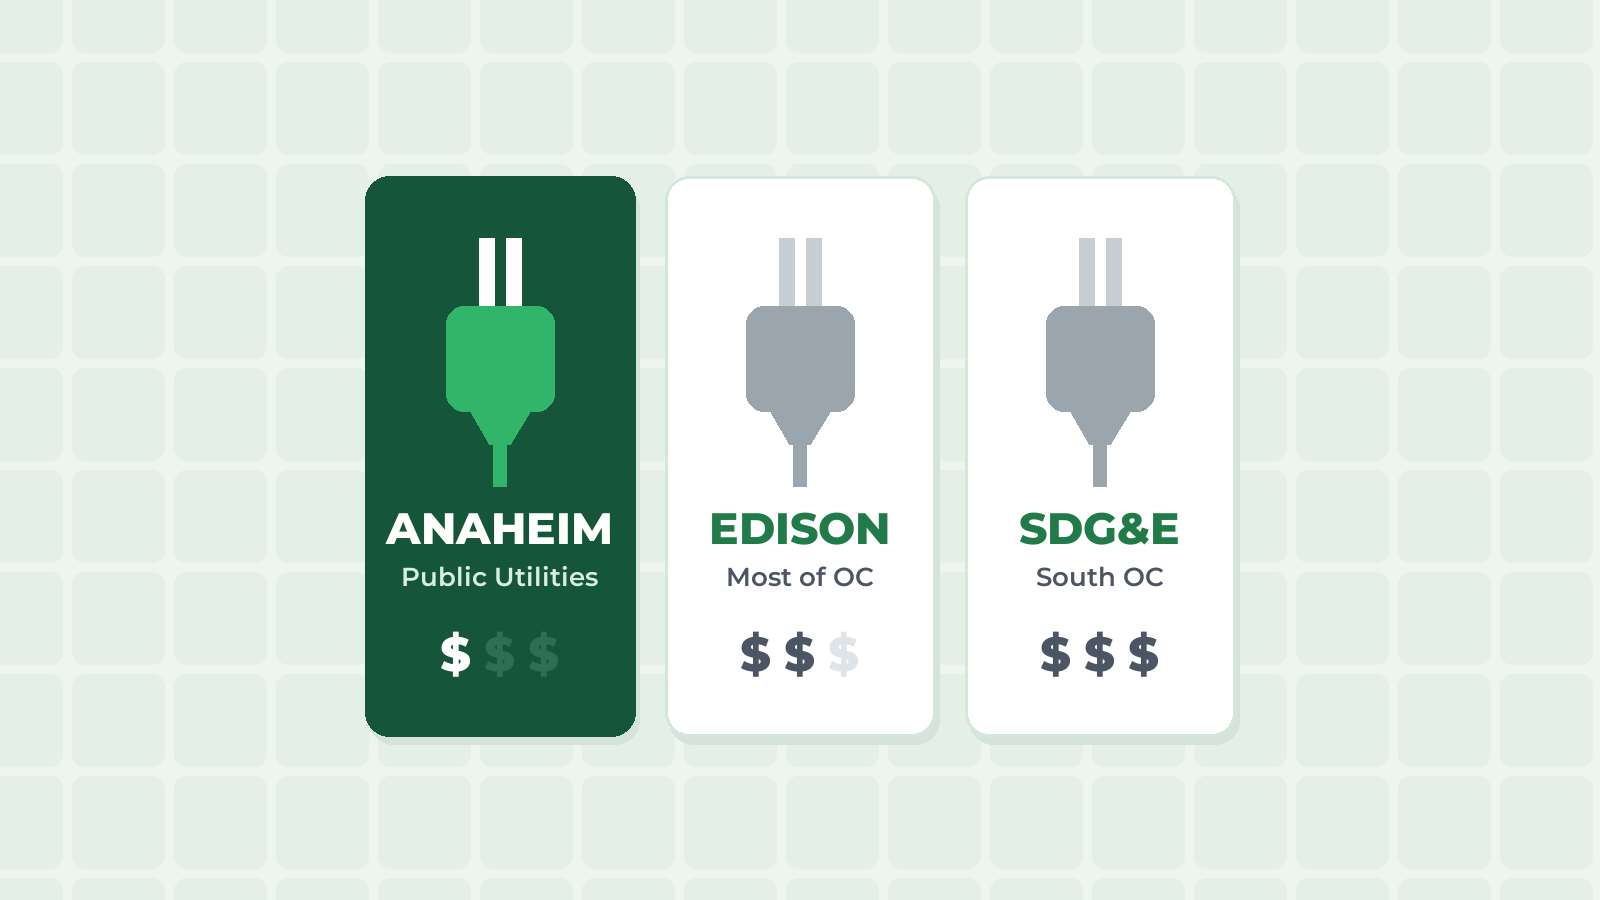 ANAHEIM
Public Utilities
$ $ $
EDISON
Most of OC
$ $ $
SDG&E
South OC
$ $ $